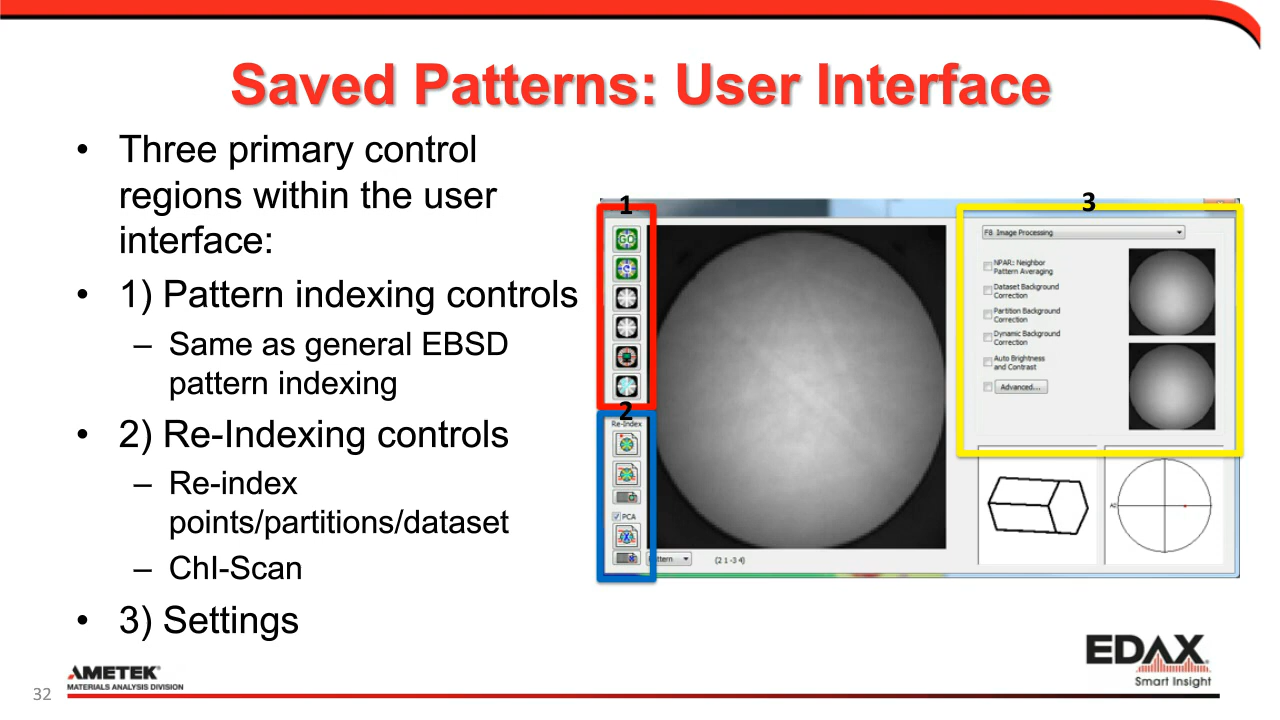 Saved Patterns: User Interface
• Three primary control
regions within the user
interface:
• 1) Pattern indexing controls
– Same as general EBSD
pattern indexing
• 2) Re-Indexing controls
– Re-index
points/partitions/dataset
– ChI-Scan
• 3) Settings
1
GO
2
Re-Index
PCA
(2 1 -3 4)
3
FB Image Processing
NPAR: Neighbor
Pattern Averaging
Dataset Background
Correction
Partition Background
Correction
Dynamic Background
Correction
Auto Brightness
and Contrast
Advanced...
32
AMETEK®
MATERIALS ANALYSIS DIVISION
EDAX
Smart Insight